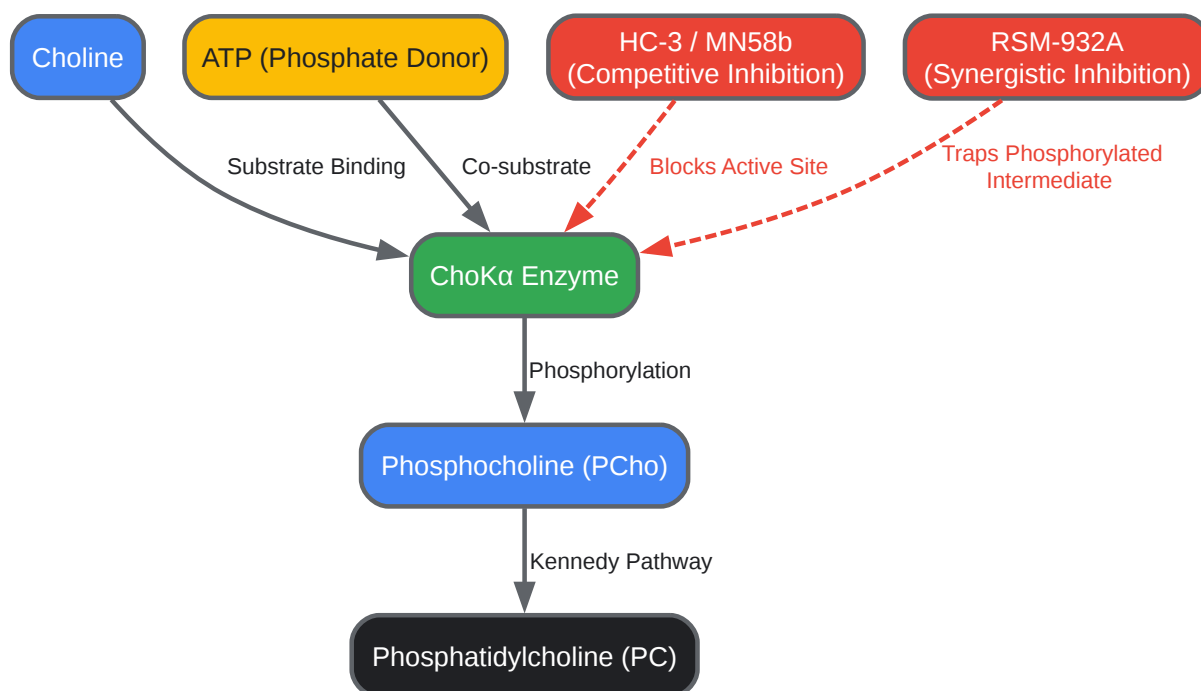 Choline
ATP (Phosphate Donor)
HC-3 / MN58b
(Competitive Inhibition)
RSM-932A
(Synergistic Inhibition)
Substrate Binding
Co-substrate
Blocks Active Site
Traps Phosphorylated
Intermediate
ChoKα Enzyme
Phosphorylation
Phosphocholine (PCho)
Kennedy Pathway
Phosphatidylcholine (PC)